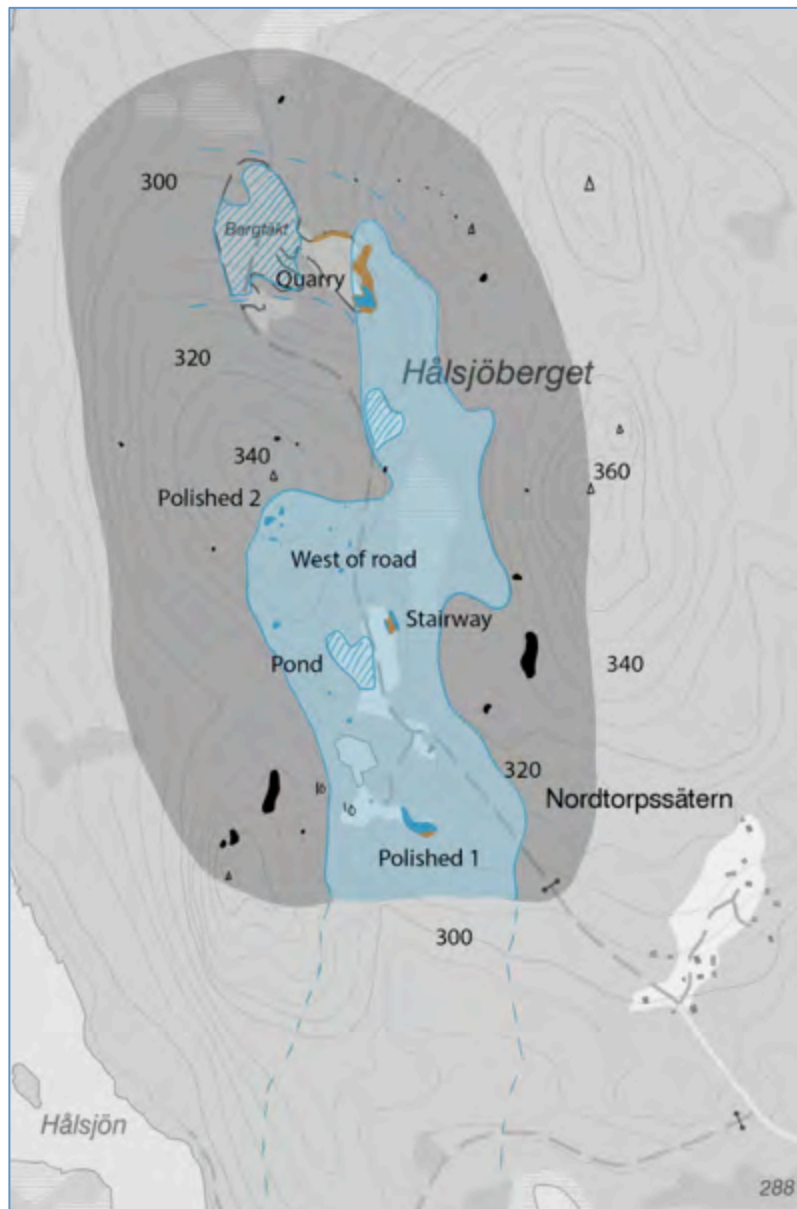 300
Bergtäkt
Quarry
320
Hålsjöberget
340
360
Polished 2
West of road
Stairway
Pond
340
320
Nordtorpssätern
Polished 1
300
Hålsjön
288